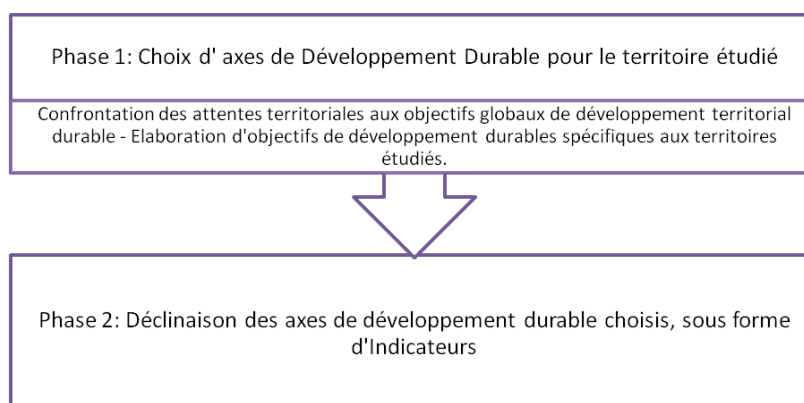 Phase 1: Choix d' axes de Développement Durable pour le territoire étudié
Confrontation des attentes territoriales aux objectifs globaux de développement territorial
durable - Elaboration d'objectifs de développement durables spécifiques aux territoires
étudiés.
Phase 2: Déclinaison des axes de développement durable choisis, sous forme
d'Indicateurs